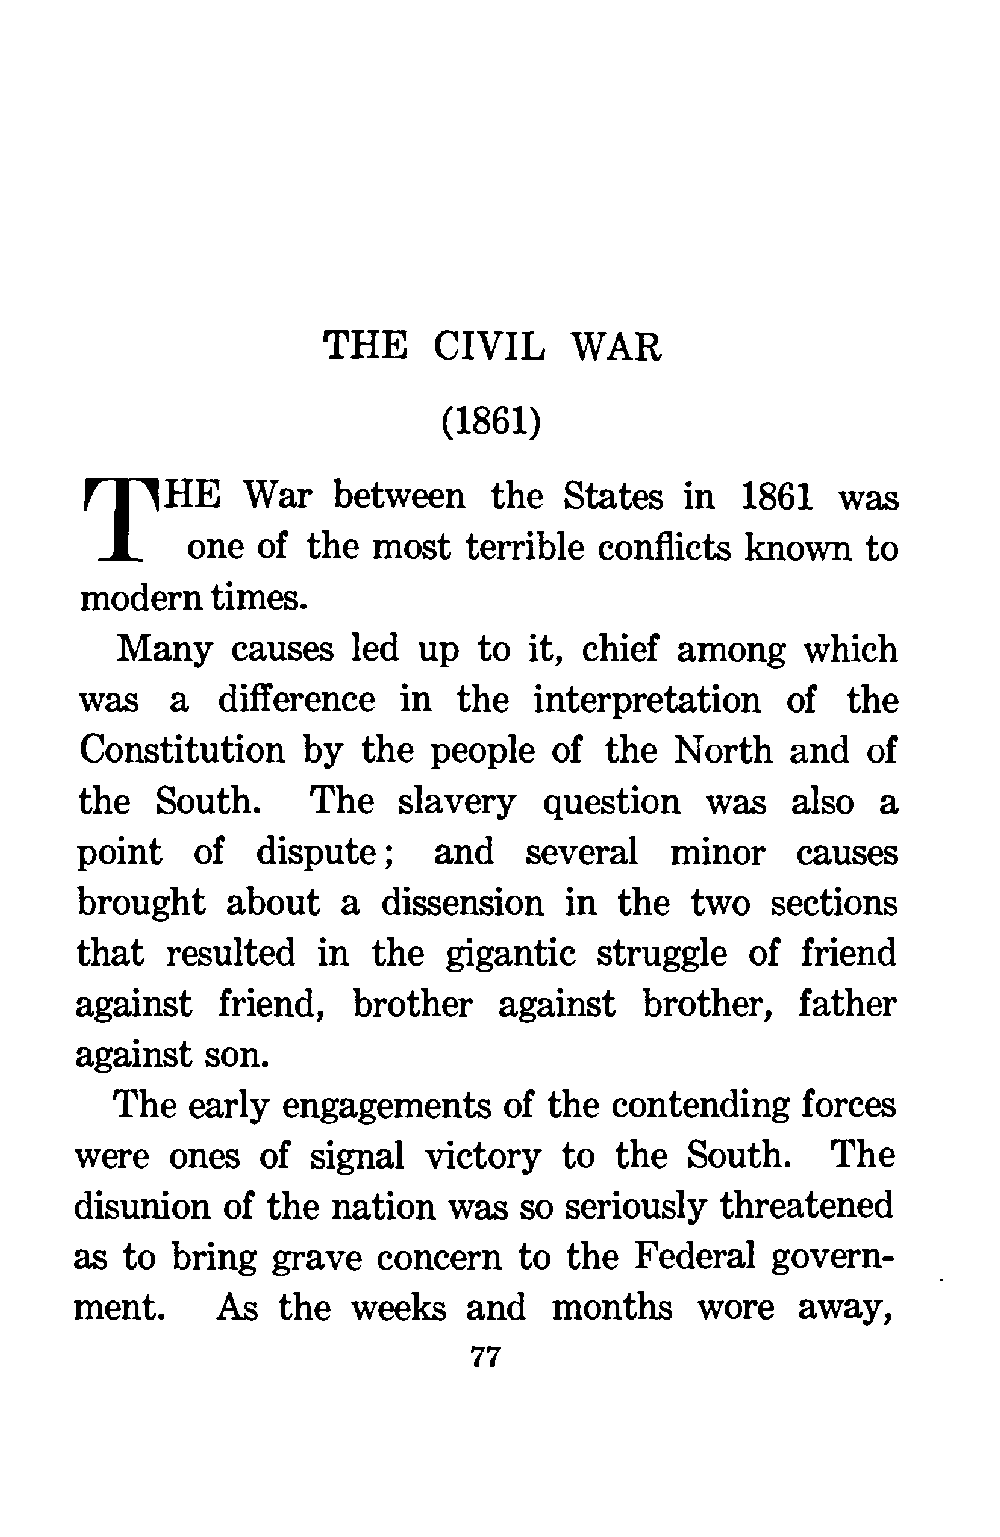 THE CIVIL WAR
(1861)
THE War between the States in 1861 was
one of the most terrible conflicts known to
modern times.
Many causes led up to it, chief among which
was a difference in the interpretation of the
Constitution by the people of the North and of
the South. The slavery question was also a
point of dispute; and several minor causes
brought about a dissension in the two sections
that resulted in the gigantic struggle of friend
against friend, brother against brother, father
against son.
The early engagements of the contending forces
were ones of signal victory to the South. The
disunion of the nation was so seriously threatened
as to bring grave concern to the Federal govern-
ment. As the weeks and months wore away,
77